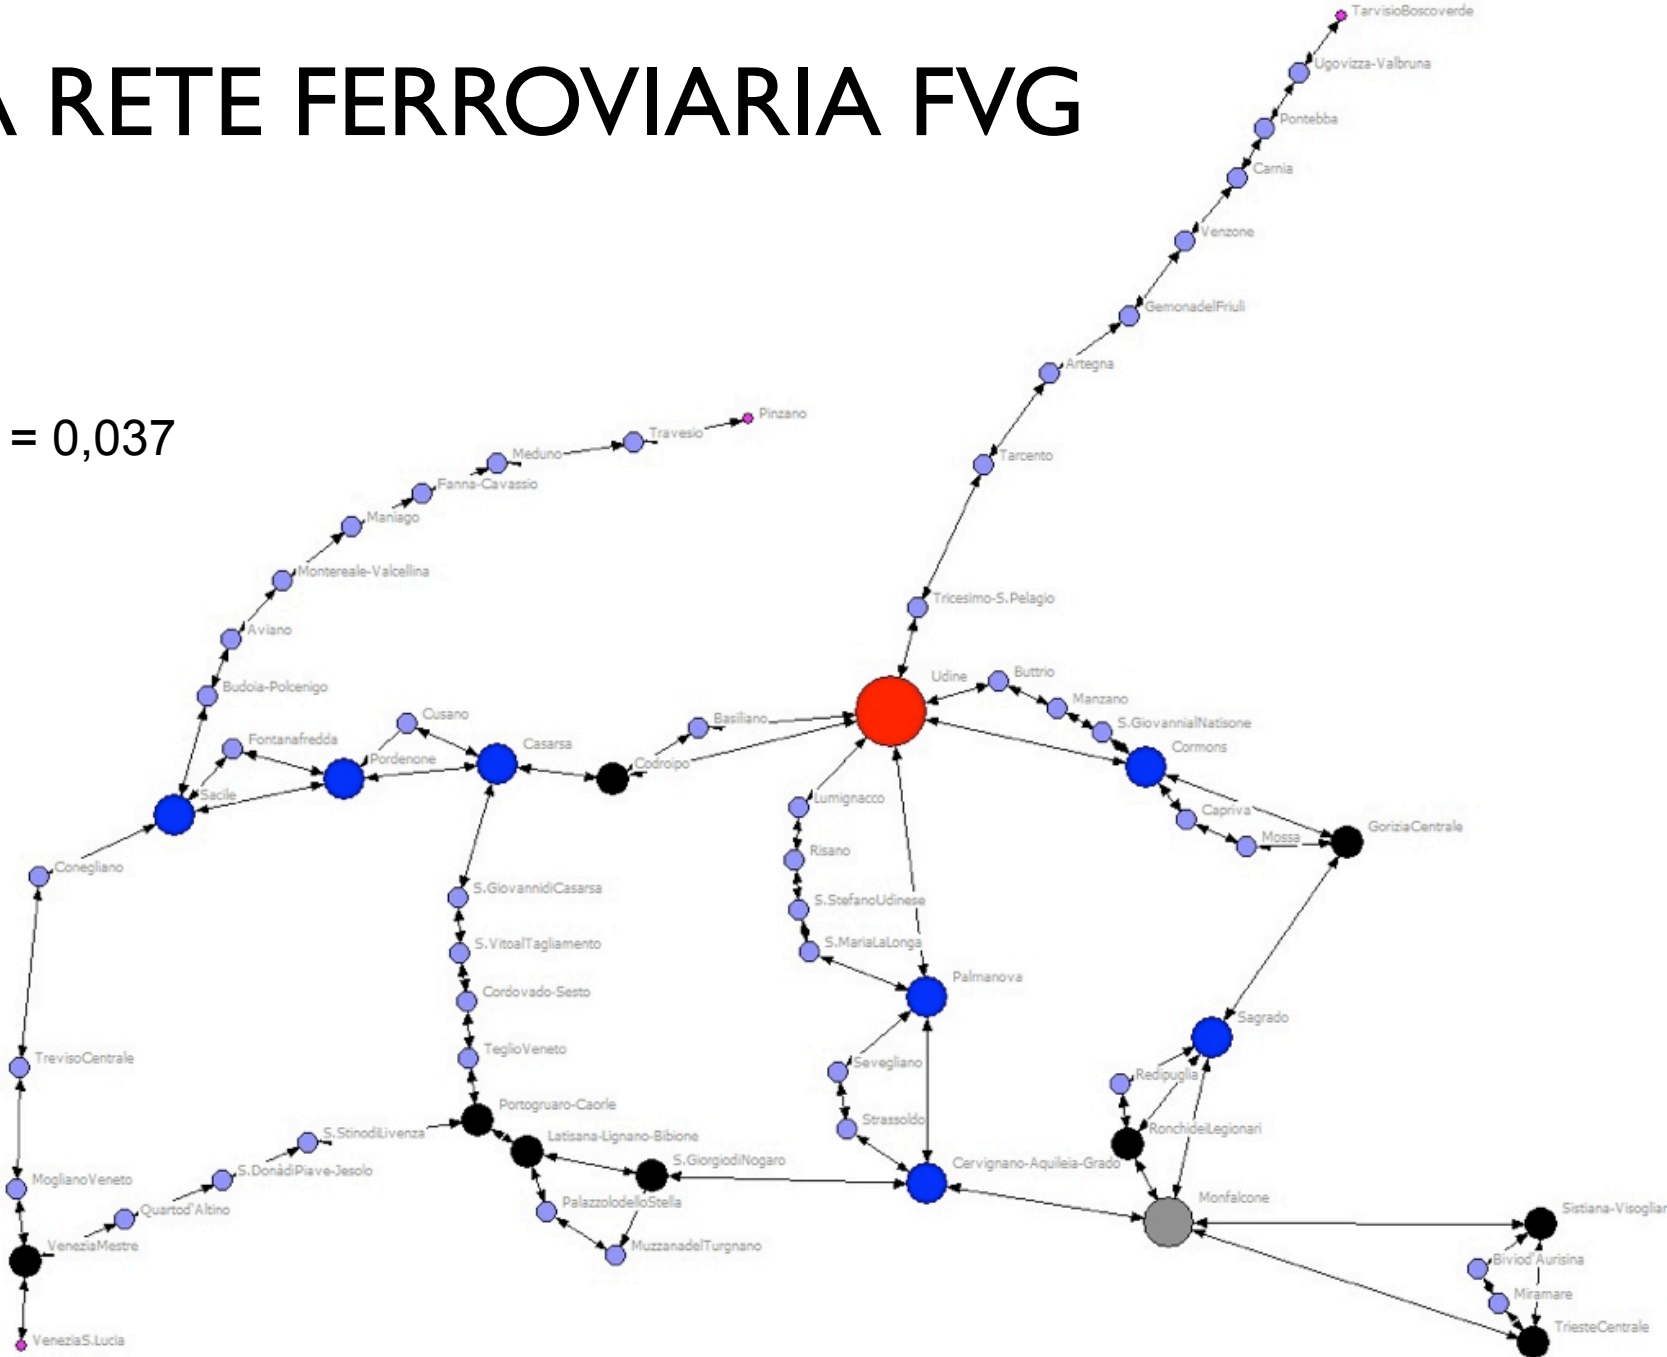 A RETE FERROVIARIA FVG
= 0,037
TarvisioBoscoverde
Ugovizza-Valbruna
Pontebba
Carnia
Venzone
GemonadelFriuli
Artegna
Tarcento
Tricesimo-S.Pelagio
Pinzano
Travesio
Meduno
Fanna-Cavassio
Maniago
Montereale-Valcellina
Aviano
Budoia-Polcenigo
Fontanafredda
Cusano
Pordenone
Casarsa
Sacile
Codroipo
Basiliano
Udine
Buttrio
Manzano
S.GiovannialNatisone
Cormons
Capriva
Mossa
GoriziaCentrale
Lumignacco
Risano
S.StefanoUdinese
S.MariaLaLonga
Palmanova
Conegliano
S.GiovannidiCasarsa
S.VitoalTagliamento
Cordovado-Sesto
TeglioVeneto
TrevisoCentrale
Sevegliano
Strassoldo
Sagrado
Redipuglia
RonchideiLegionari
Portogruaro-Caorle
Latisana-Lignano-Bibione
S.GiorgiodiNogaro
Cervignano-Aquileia-Grado
Monfalcone
S.StinodiLivenza
S.DonàdiPiave-Jesolo
Quartod'Altino
MoglianoVeneto
VeneziaMestre
VeneziaS.Lucia
PalazzolodelloStella
MuzzanadelTurgnano
Sistiana-Visogliar
Biviod'Aurisina
Miramare
TriesteCentrale